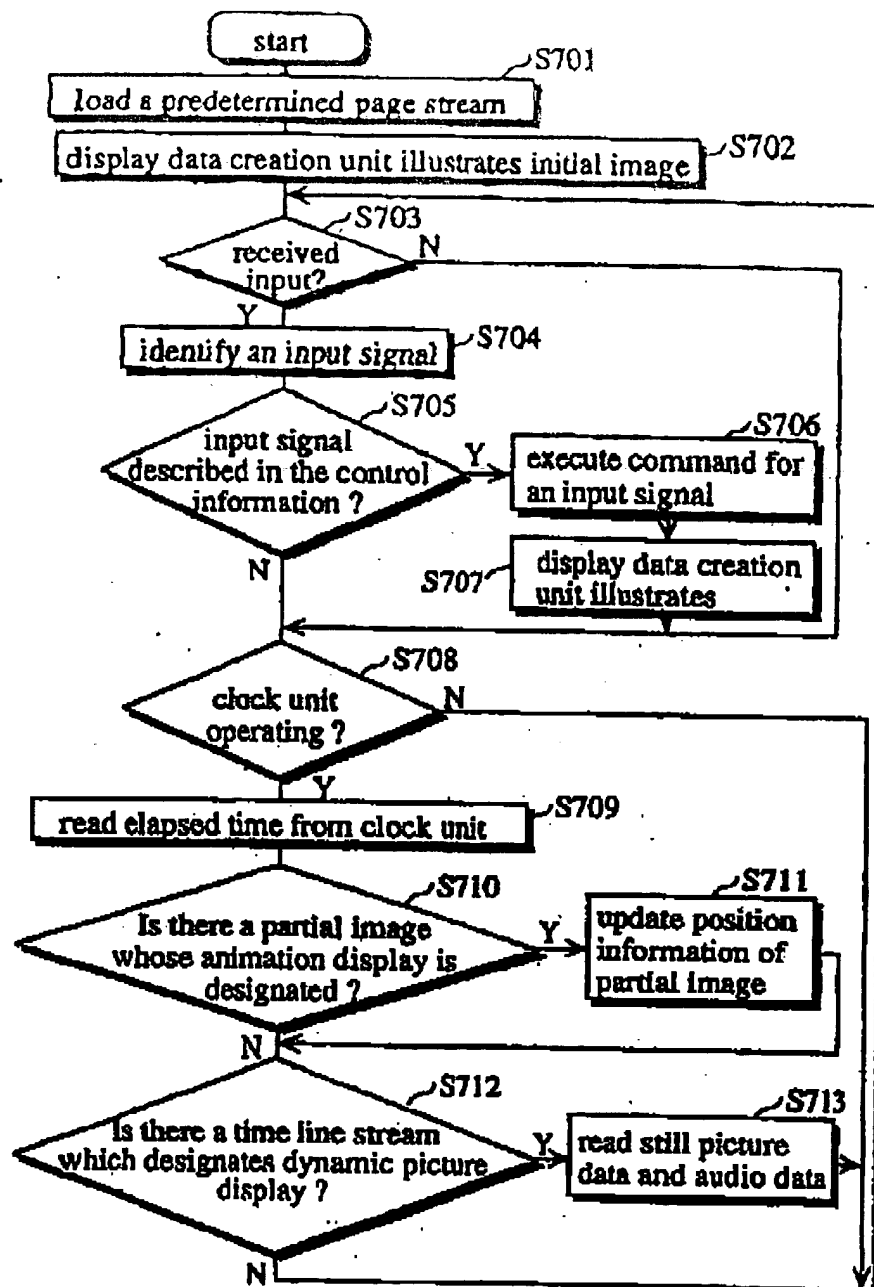 start
S701
load a predetermined page stream
S702
display data creation unit illustrates initial image
S703
received
input?
N
Y
S704
identify an input signal
S705
input signal
described in the control
information ?
Y
N
S706
execute command for
an input signal
S707
display data creation
unit illustrates
S708
clock unit
operating ?
N
Y
S709
read elapsed time from clock unit
S710
Is there a partial image
whose animation display is
designated ?
Y
N
S711
update position
information of
partial image
S712
Is there a time line stream
which designates dynamic picture
display ?
Y
N
S713
read still picture
data and audio data